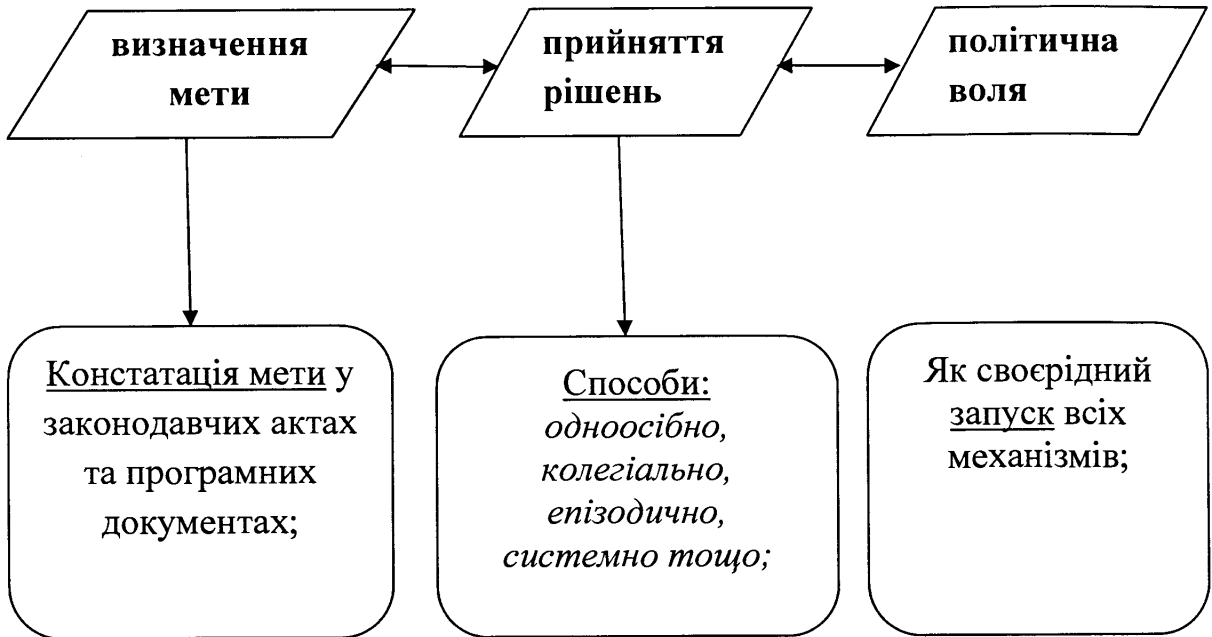 визначення
мети
прийняття
рішень
політична
воля
Констатація мети у
законодавчих актах
та програмних
документах;
Способи:
одноосібно,
колегіально,
епізодично,
системно тощо;
Як своєрідний
запуск всіх
механізмів;